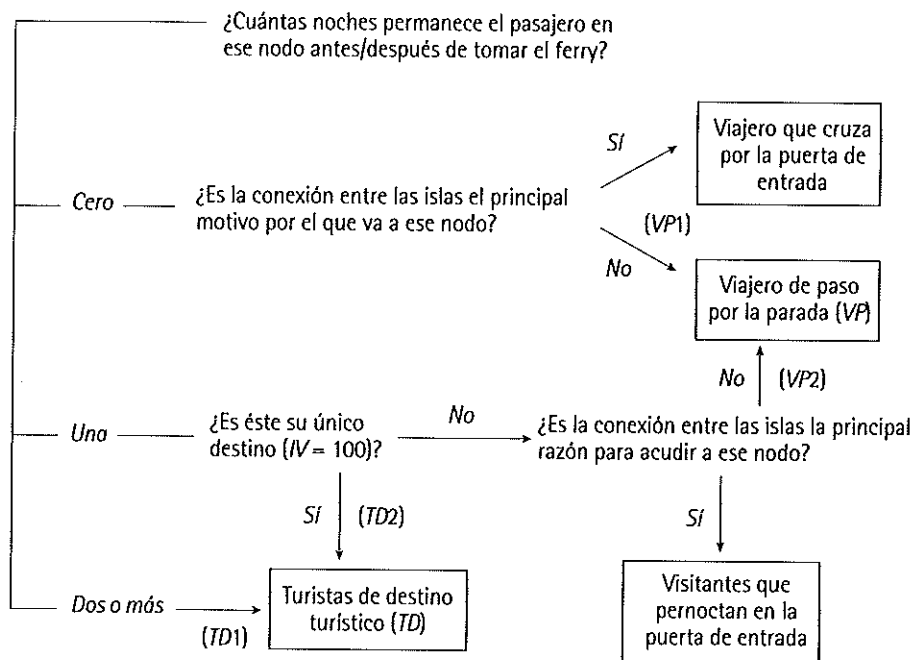 ¿Cuántas noches permanece el pasajero en
ese nodo antes/después de tomar el ferry?
Sí
Viajero que cruza
por la puerta de
entrada
Cero
¿Es la conexión entre las islas el principal
motivo por el que va a ese nodo?
(VP1)
No
Viajero de paso
por la parada (VP)
No (VP2)
Una
¿Es éste su único
destino (IV = 100)?
No
¿Es la conexión entre las islas la principal
razón para acudir a ese nodo?
Sí (TD2)
Sí
Dos o más
(TD1)
Turistas de destino
turístico (TD)
Visitantes que
pernoctan en la
puerta de entrada